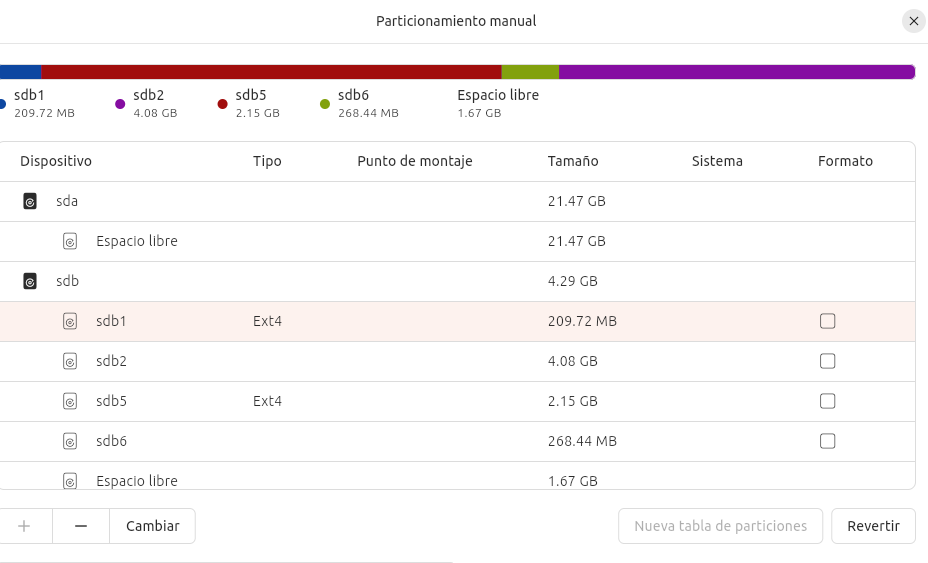 Particionamiento manual
sdb1 sdb2 sdb5 sdb6 Espacio libre
209.72 MB 4.08 GB 2.15 GB 268.44 MB 1.67 GB
Dispositivo Tipo Punto de montaje Tamaño Sistema Formato
sda 21.47 GB
Espacio libre 21.47 GB
sdb 4.29 GB
sdb1 Ext4 209.72 MB
sdb2 4.08 GB
sdb5 Ext4 2.15 GB
sdb6 268.44 MB
Espacio libre 1.67 GB
+ − Cambiar Nueva tabla de particiones Revertir